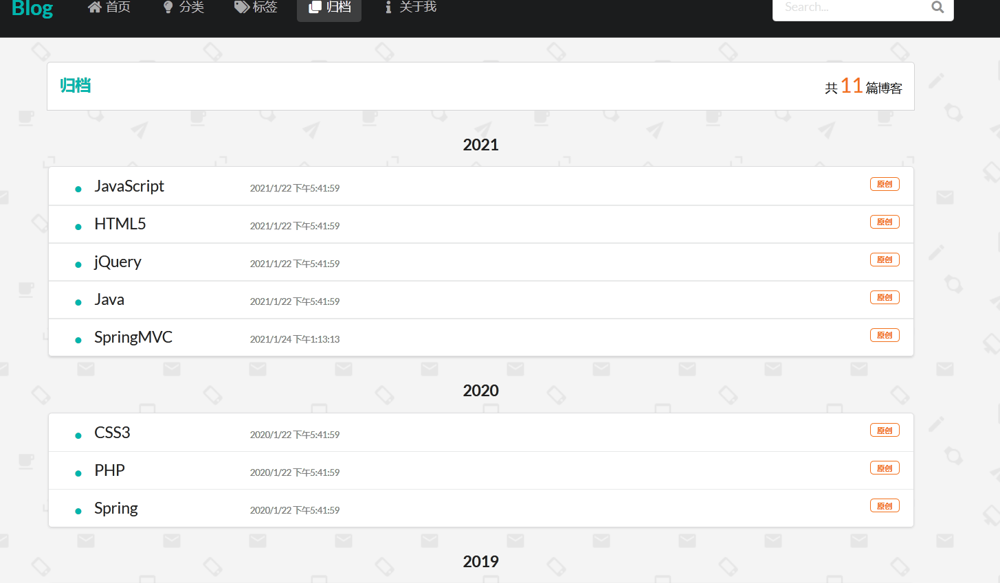 Blog 首页 分类 标签 归档 关于我 Search...
归档 共 11 篇博客
2021
JavaScript 2021/1/22 下午5:41:59 原创
HTML5 2021/1/22 下午5:41:59 原创
jQuery 2021/1/22 下午5:41:59 原创
Java 2021/1/22 下午5:41:59 原创
SpringMVC 2021/1/24 下午1:13:13 原创
2020
CSS3 2020/1/22 下午5:41:59 原创
PHP 2020/1/22 下午5:41:59 原创
Spring 2020/1/22 下午5:41:59 原创
2019